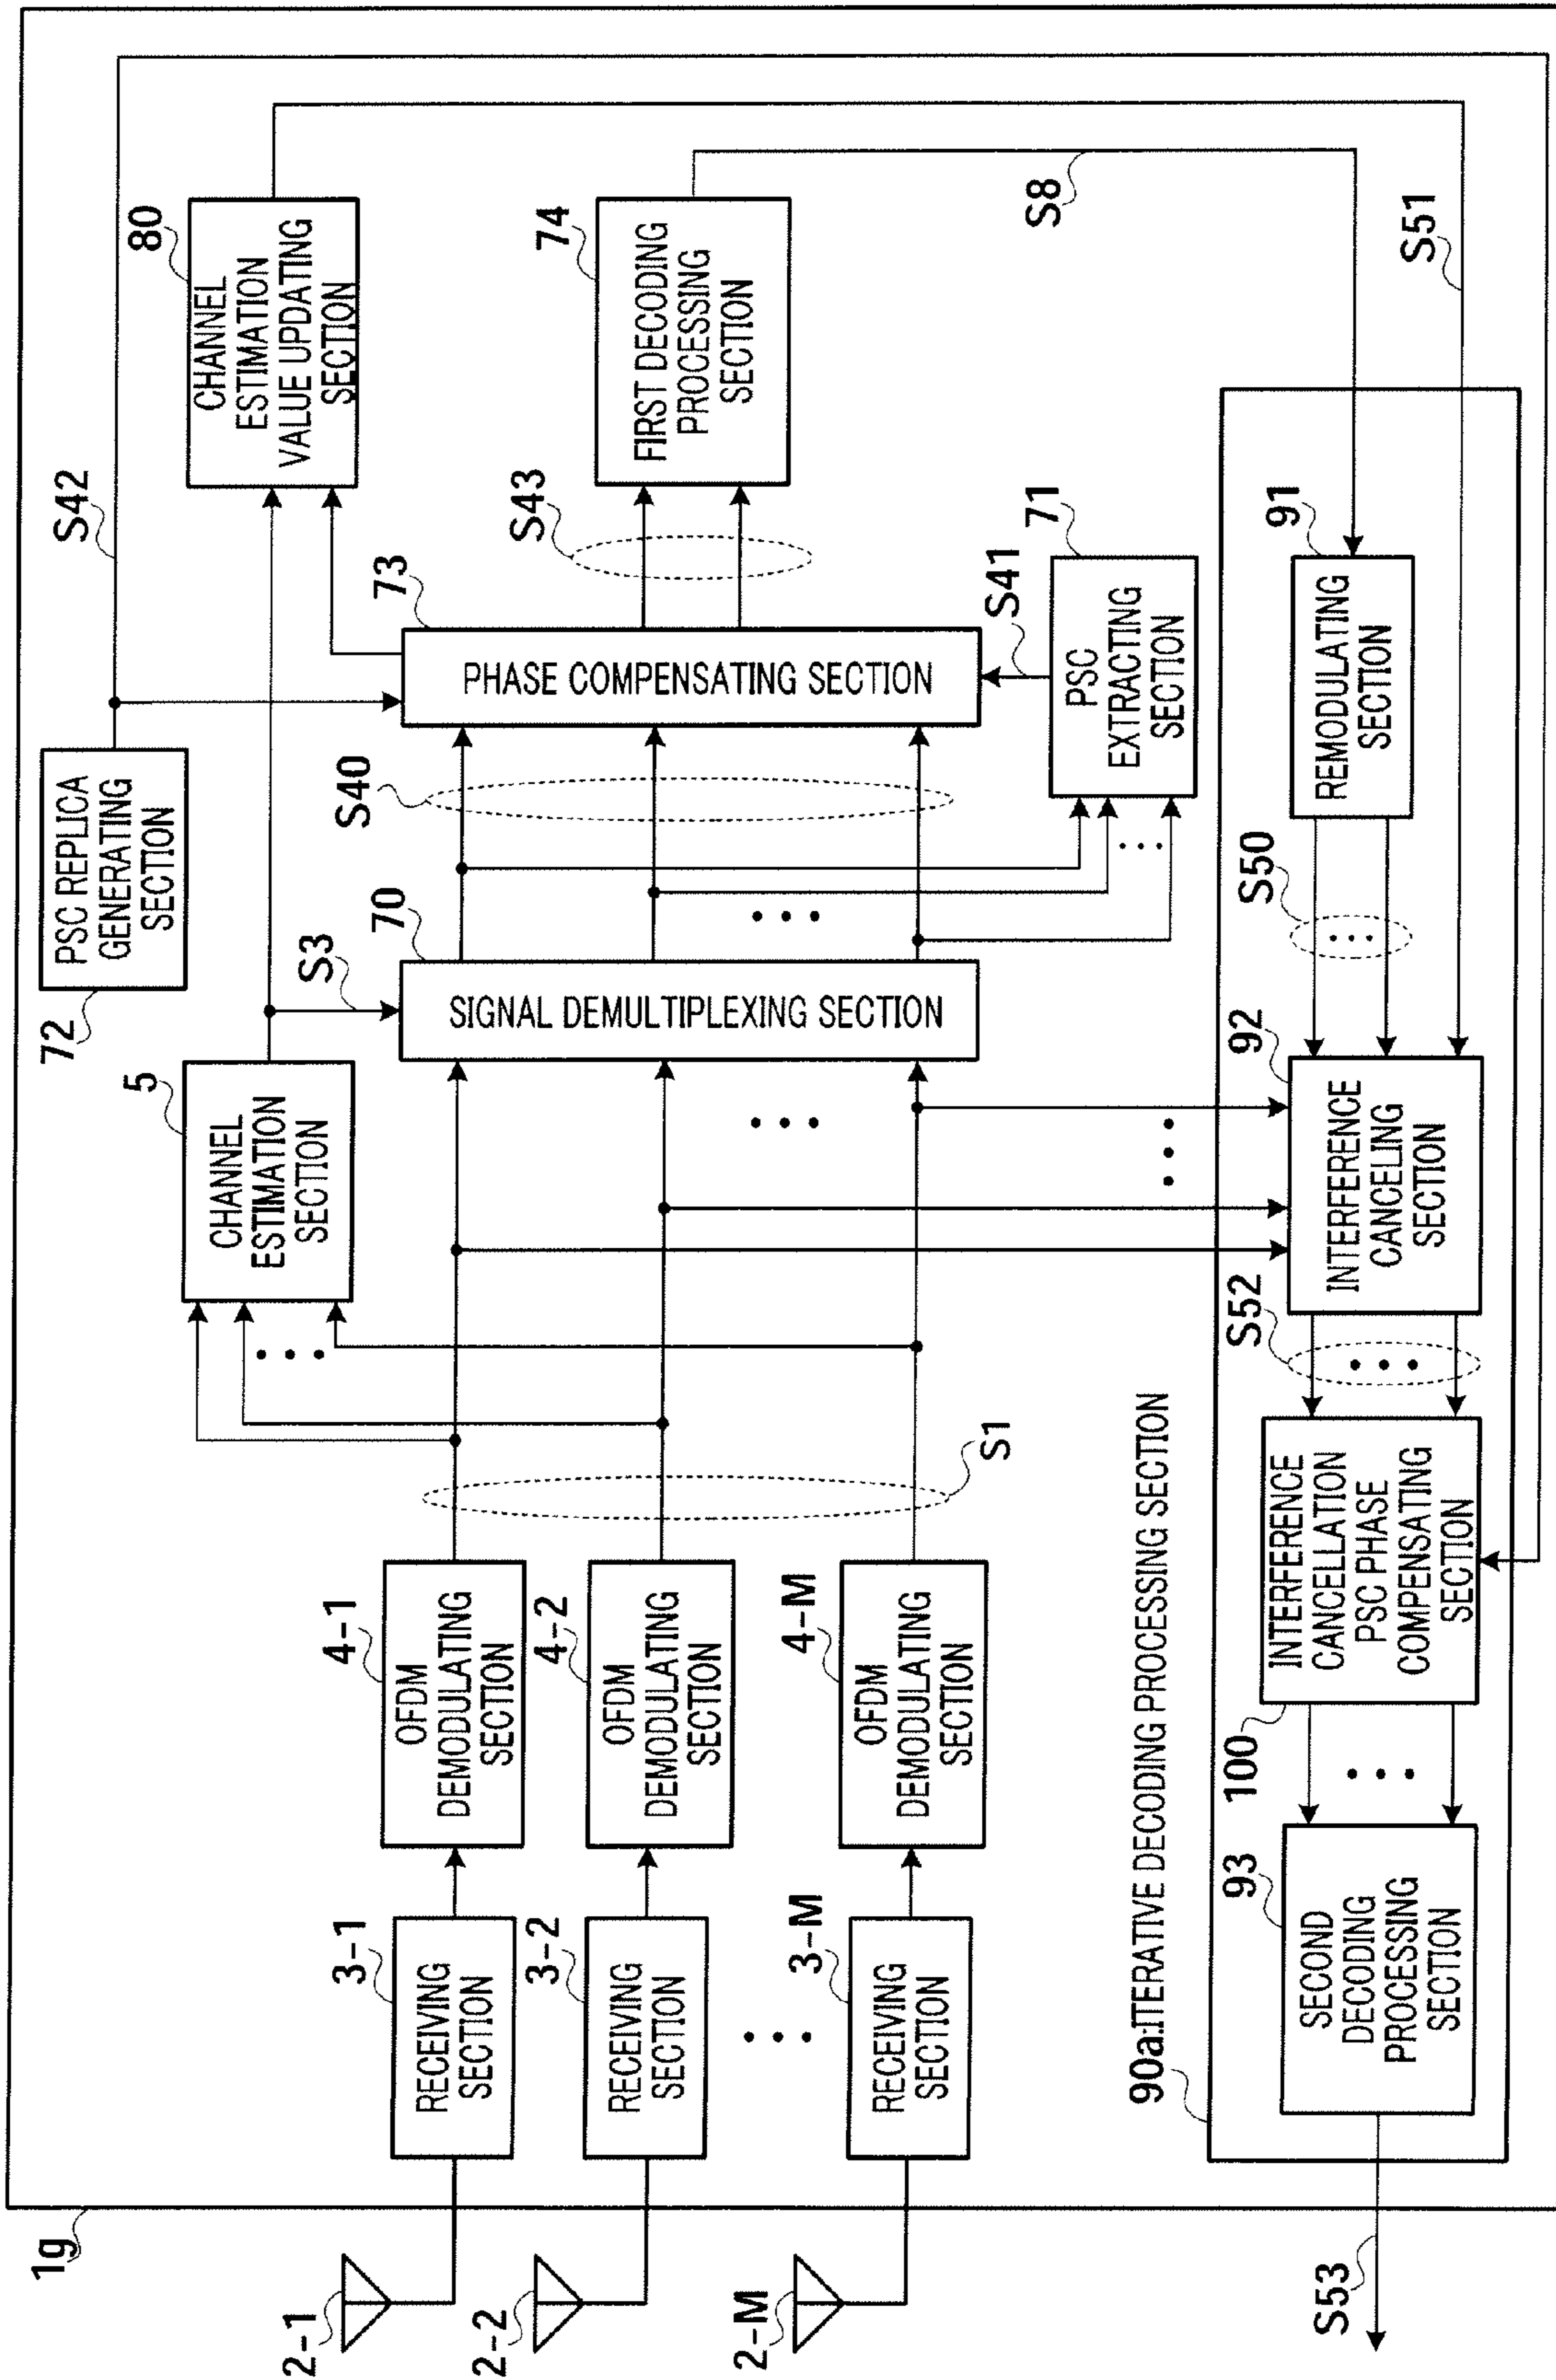 1g
2-1
2-2
2-M
3-1
RECEIVING
SECTION
3-2
RECEIVING
SECTION
3-M
RECEIVING
SECTION
4-1
OFDM
DEMODULATING
SECTION
4-2
OFDM
DEMODULATING
SECTION
4-M
OFDM
DEMODULATING
SECTION
S1
5
CHANNEL
ESTIMATION
SECTION
S3
70
SIGNAL DEMULTIPLEXING SECTION
72
PSC REPLICA
GENERATING
SECTION
S42
S40
73
PHASE COMPENSATING SECTION
S41
71
PSC
EXTRACTING
SECTION
80
CHANNEL
ESTIMATION
VALUE UPDATING
SECTION
S43
74
FIRST DECODING
PROCESSING
SECTION
S8
S51
90a:ITERATIVE DECODING PROCESSING SECTION
93
SECOND
DECODING
PROCESSING
SECTION
S53
100
INTERFERENCE
CANCELLATION
PSC PHASE
COMPENSATING
SECTION
S52
92
INTERFERENCE
CANCELING
SECTION
S50
91
REMODULATING
SECTION